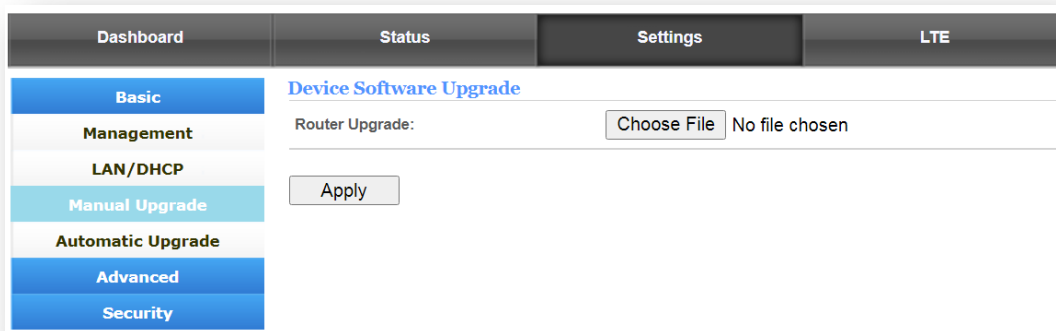 Dashboard Status Settings LTE
Basic
Device Software Upgrade
Management
Router Upgrade: Choose File No file chosen
LAN/DHCP
Manual Upgrade
Apply
Automatic Upgrade
Advanced
Security